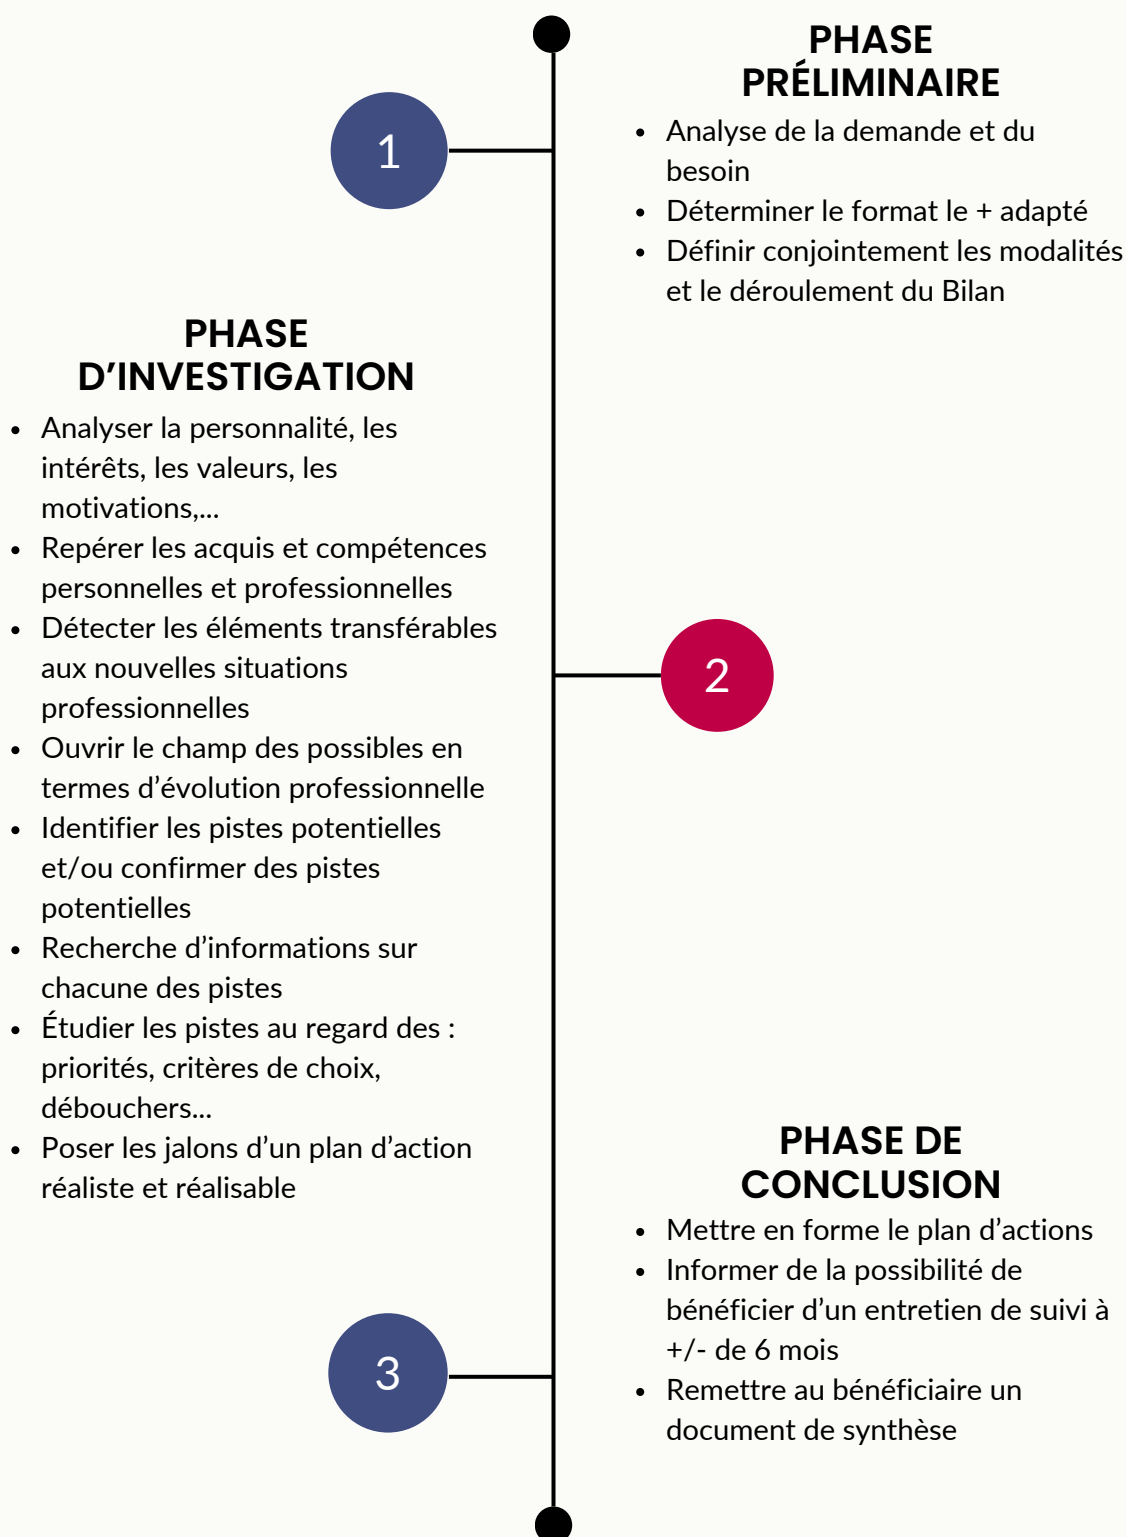 1
PHASE
PRÉLIMINAIRE
• Analyse de la demande et du
besoin
• Déterminer le format le + adapté
• Définir conjointement les modalités
et le déroulement du Bilan
PHASE
D’INVESTIGATION
• Analyser la personnalité, les
intérêts, les valeurs, les
motivations,...
• Repérer les acquis et compétences
personnelles et professionnelles
• Détecter les éléments transférables
aux nouvelles situations
professionnelles
• Ouvrir le champ des possibles en
termes d’évolution professionnelle
• Identifier les pistes potentielles
et/ou confirmer des pistes
potentielles
• Recherche d’informations sur
chacune des pistes
• Étudier les pistes au regard des :
priorités, critères de choix,
débouchers...
• Poser les jalons d’un plan d’action
réaliste et réalisable
2
PHASE DE
CONCLUSION
• Mettre en forme le plan d’actions
• Informer de la possibilité de
bénéficier d’un entretien de suivi à
+/- de 6 mois
• Remettre au bénéficiaire un
document de synthèse
3